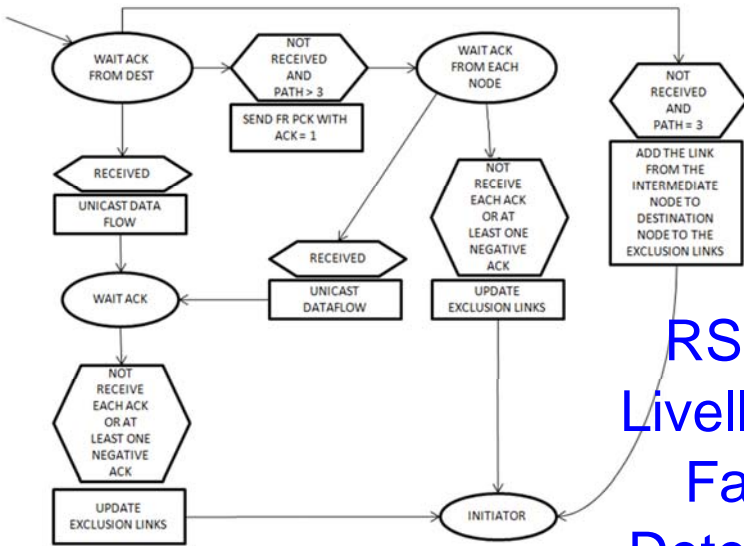 WAIT ACK
FROM DEST
NOT
RECEIVED
AND
PATH > 3
SEND FR PCK WITH
ACK = 1
WAIT ACK
FROM EACH
NODE
NOT
RECEIVED
AND
PATH = 3
ADD THE LINK
FROM THE
INTERMEDIATE
NODE TO
DESTINATION
NODE TO THE
EXCLUSION LINKS
RECEIVED
UNICAST DATA
FLOW
NOT
RECEIVE
EACH ACK
OR AT
LEAST ONE
NEGATIVE
ACK
UPDATE
EXCLUSION LINKS
RECEIVED
UNICAST
DATAFLOW
WAIT ACK
NOT
RECEIVE
EACH ACK
OR AT
LEAST ONE
NEGATIVE
ACK
UPDATE
EXCLUSION LINKS
INITIATOR
RS
Livell
Fa